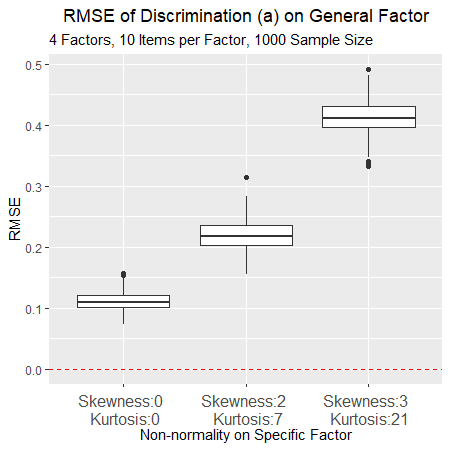 RMSE of Discrimination (a) on General Factor
4 Factors, 10 Items per Factor, 1000 Sample Size
RMSE
0.5
0.4
0.3
0.2
0.1
0.0
Skewness:0 Skewness:2 Skewness:3
Kurtosis:0 Kurtosis:7 Kurtosis:21
Non-normality on Specific Factor